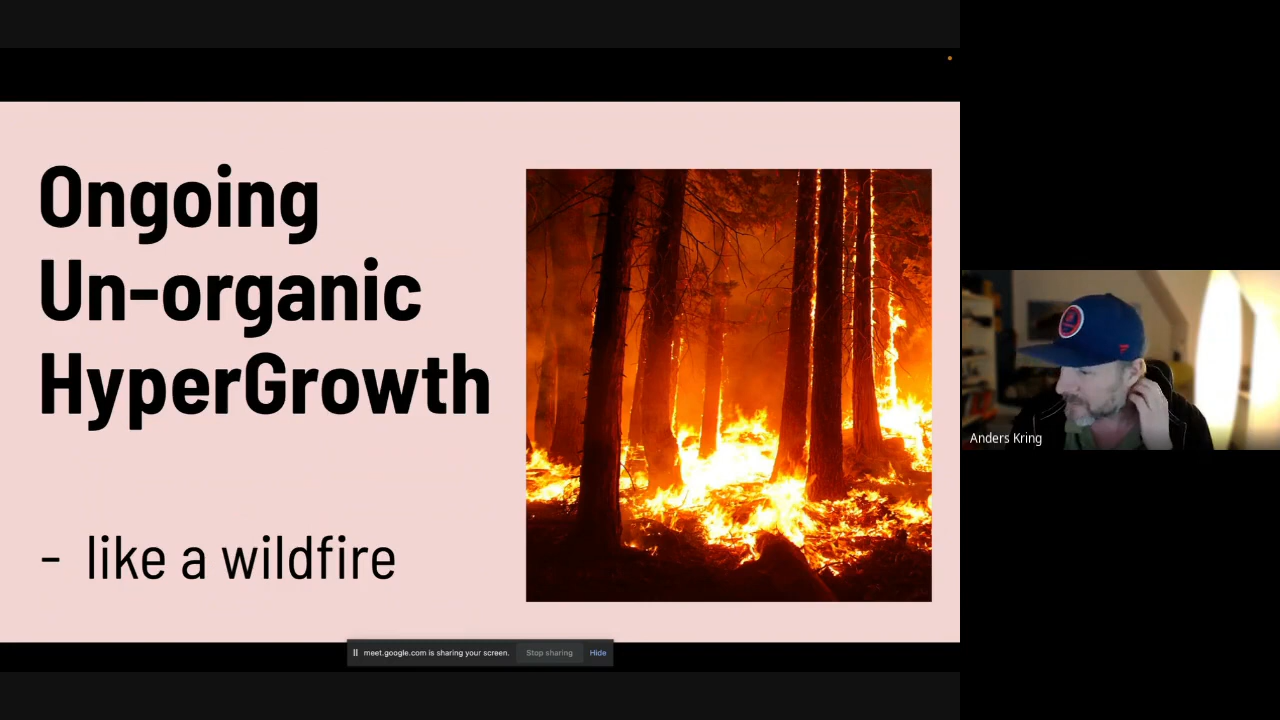 Ongoing
Un-organic
HyperGrowth
- like a wildfire
meet.google.com is sharing your screen. Stop sharing Hide
Anders Kring